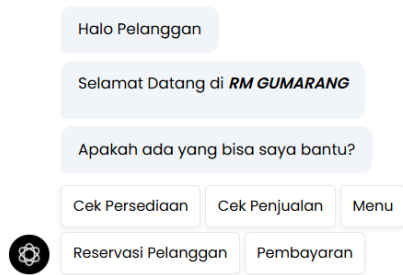 Halo Pelanggan
Selamat Datang di RM GUMARANG
Apakah ada yang bisa saya bantu?
Cek Persediaan Cek Penjualan Menu
Reservasi Pelanggan Pembayaran